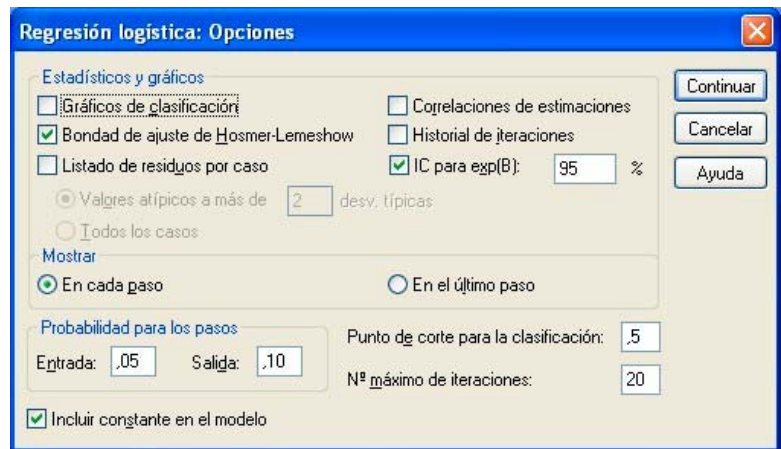 Regresión logística: Opciones
Estadísticos y gráficos
Gráficos de clasificación
Correlaciones de estimaciones
Bondad de ajuste de Hosmer-Lemeshow
Historial de iteraciones
Listado de residuos por caso
IC para exp(B): 95 %
Valores atípicos a más de 2 desv. típicas
Todos los casos
Mostrar
En cada paso
En el último paso
Probabilidad para los pasos
Entrada: ,05 Salida: ,10
Punto de corte para la clasificación: ,5
Nº máximo de iteraciones: 20
Incluir constante en el modelo
Continuar
Cancelar
Ayuda